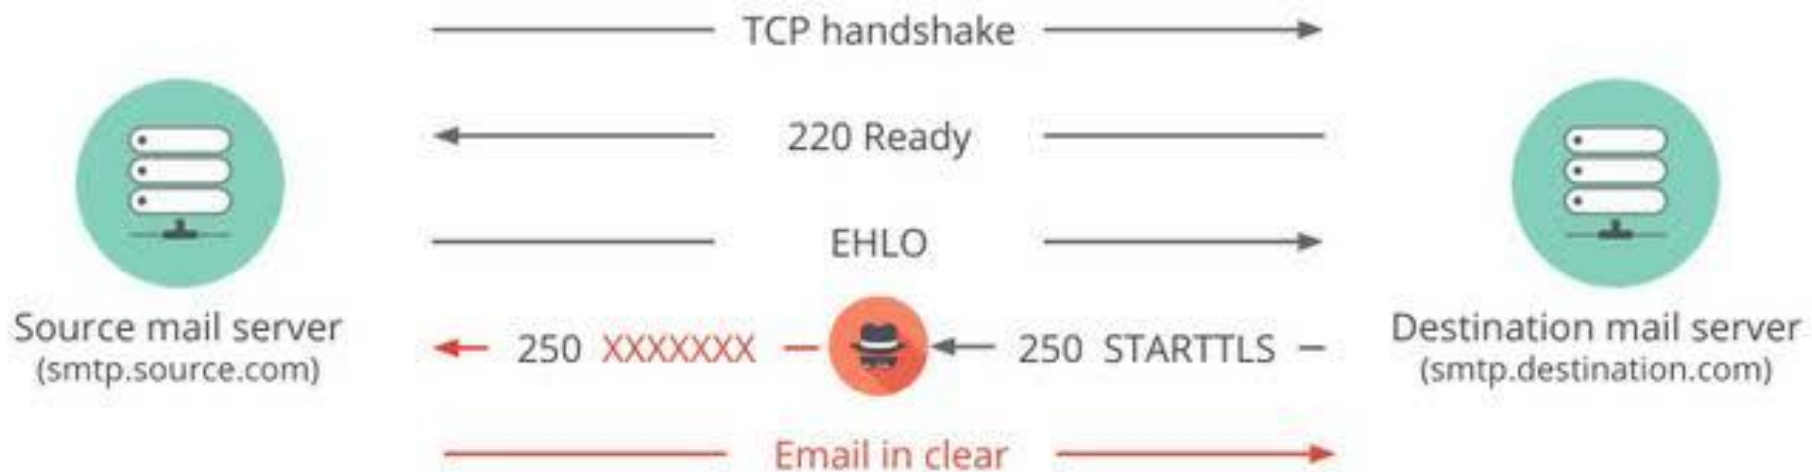 TCP handshake
220 Ready
EHLO
Source mail server
(smtp.source.com)
250 XXXXXXX
250 STARTTLS
Destination mail server
(smtp.destination.com)
Email in clear